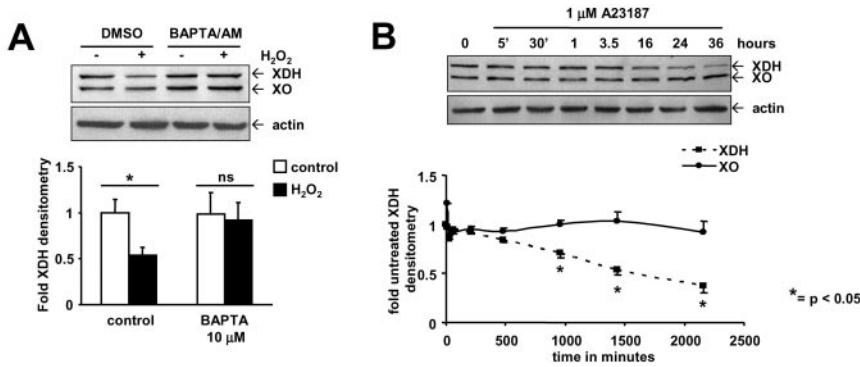 A
DMSO BAPTA/AM
- + - + H₂O₂
← XDH
← XO
← actin
Fold XDH densitometry
1.5
1
0.5
0
* ns
control
H₂O₂
control BAPTA
10 μM
B
1 μM A23187
0 5' 30' 1 3.5 16 24 36 hours
← XDH
← XO
← actin
XDH
XO
fold untreated XDH
densitometry
1.5
1
0.5
0
* * *
0 500 1000 1500 2000 2500
time in minutes
*= p < 0.05